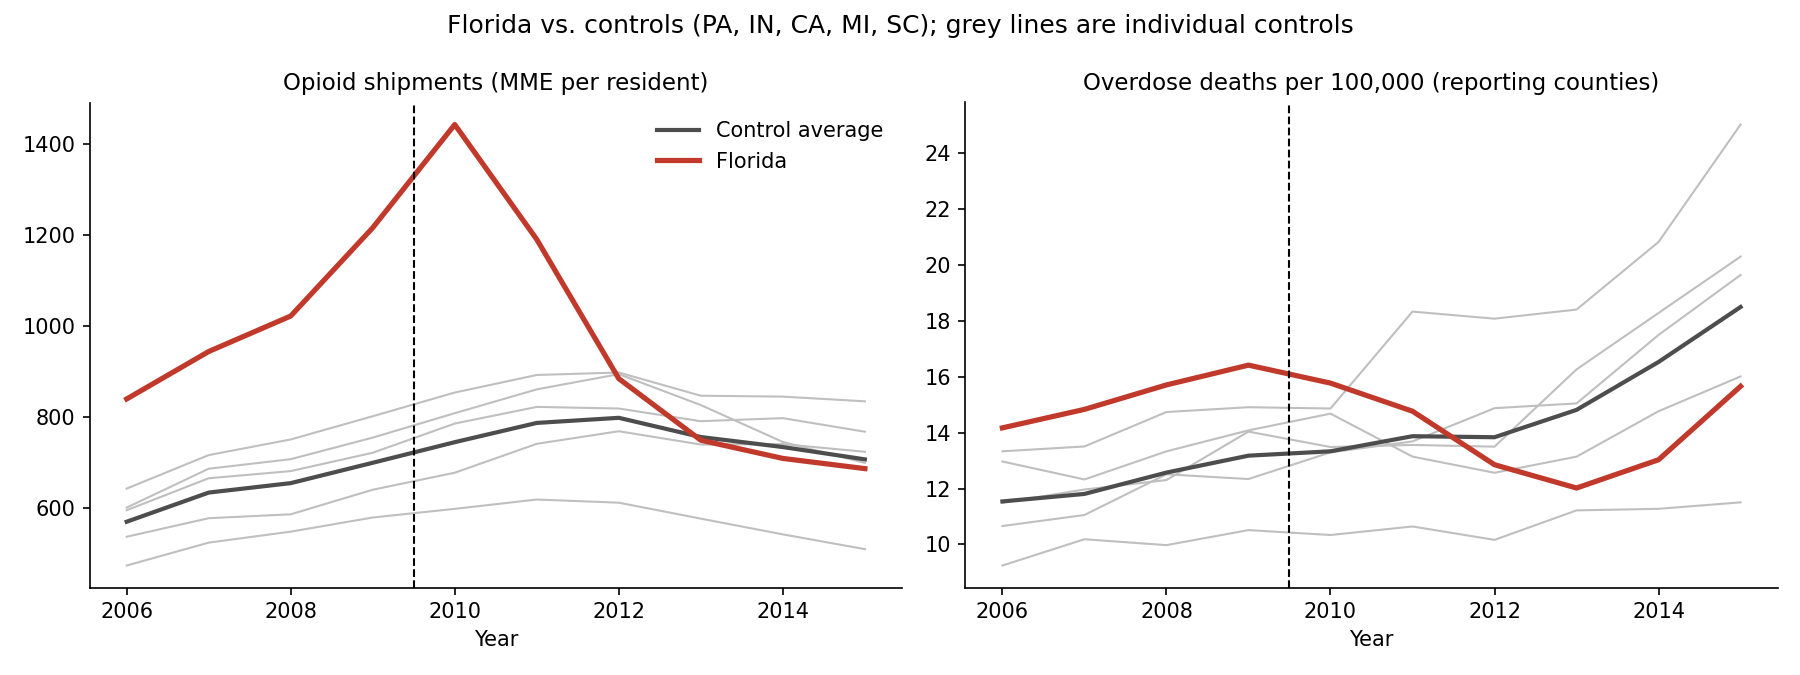 Florida vs. controls (PA, IN, CA, MI, SC); grey lines are individual controls
Opioid shipments (MME per resident)
1400
1200
1000
800
600
Control average
Florida
2006 2008 2010 2012 2014
Year
Overdose deaths per 100,000 (reporting counties)
24
22
20
18
16
14
12
10
2006 2008 2010 2012 2014
Year